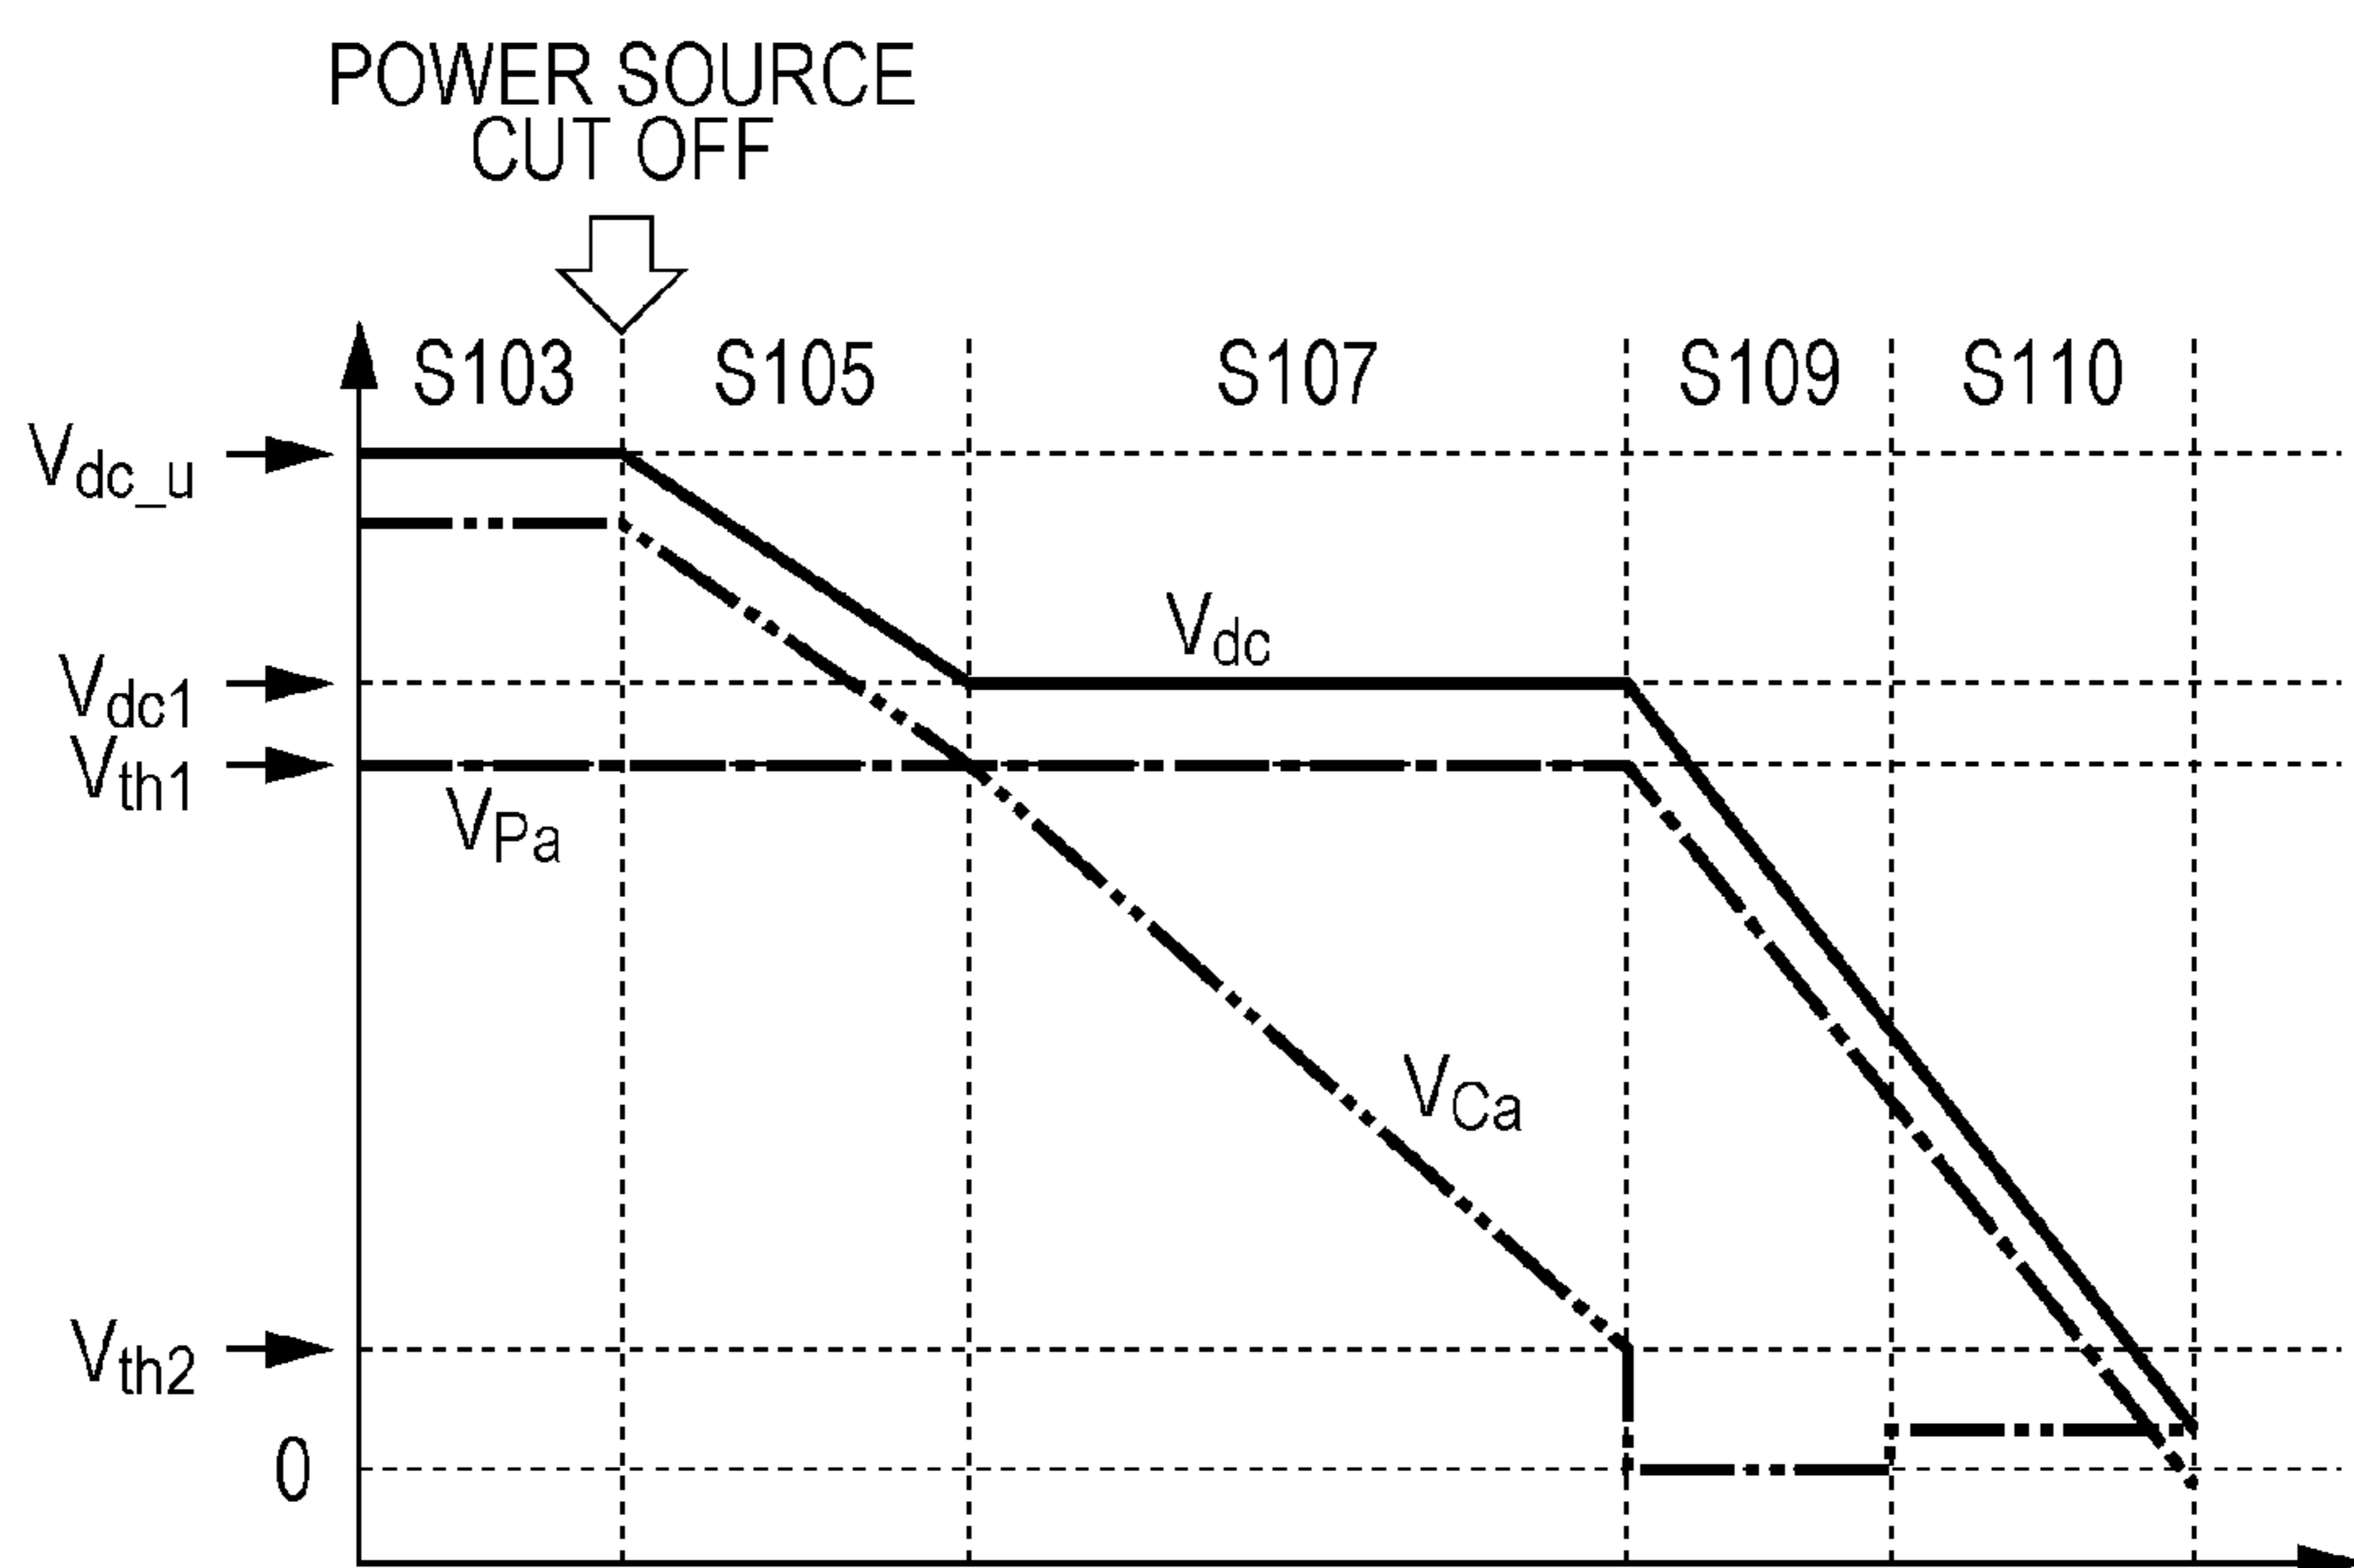 POWER SOURCE
CUT OFF
S103 S105 S107 S109 S110
Vdc_u
Vdc
Vdc1
Vth1
VPa
VCa
Vth2
0